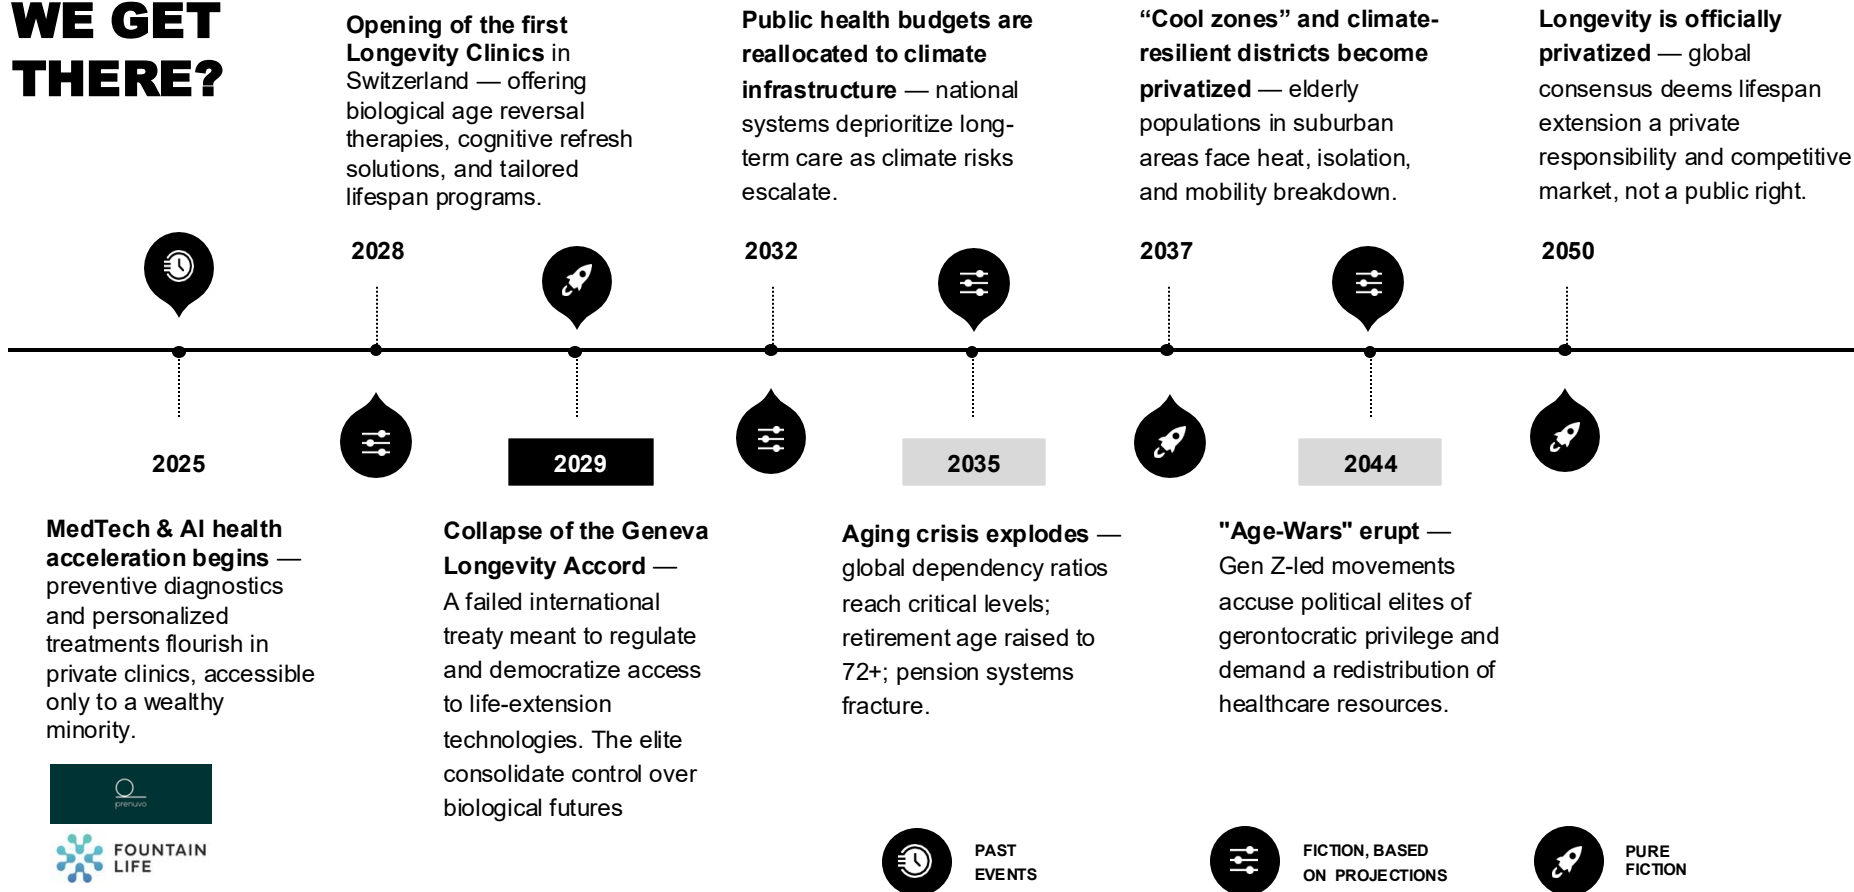 WE GET
THERE?
Opening of the first
Longevity Clinics in
Switzerland — offering
biological age reversal
therapies, cognitive refresh
solutions, and tailored
lifespan programs.
Public health budgets are
reallocated to climate
infrastructure — national
systems deprioritize long-
term care as climate risks
escalate.
“Cool zones” and climate-
resilient districts become
privatized — elderly
populations in suburban
areas face heat, isolation,
and mobility breakdown.
Longevity is officially
privatized — global
consensus deems lifespan
extension a private
responsibility and competitive
market, not a public right.
2028
2032
2037
2050
2025
2029
2035
2044
MedTech & AI health
acceleration begins —
preventive diagnostics
and personalized
treatments flourish in
private clinics, accessible
only to a wealthy
minority.
prenuvo
FOUNTAIN
LIFE
Collapse of the Geneva
Longevity Accord —
A failed international
treaty meant to regulate
and democratize access
to life-extension
technologies. The elite
consolidate control over
biological futures
Aging crisis explodes —
global dependency ratios
reach critical levels;
retirement age raised to
72+; pension systems
fracture.
"Age-Wars" erupt —
Gen Z-led movements
accuse political elites of
gerontocratic privilege and
demand a redistribution of
healthcare resources.
PAST
EVENTS
FICTION, BASED
ON PROJECTIONS
PURE
FICTION